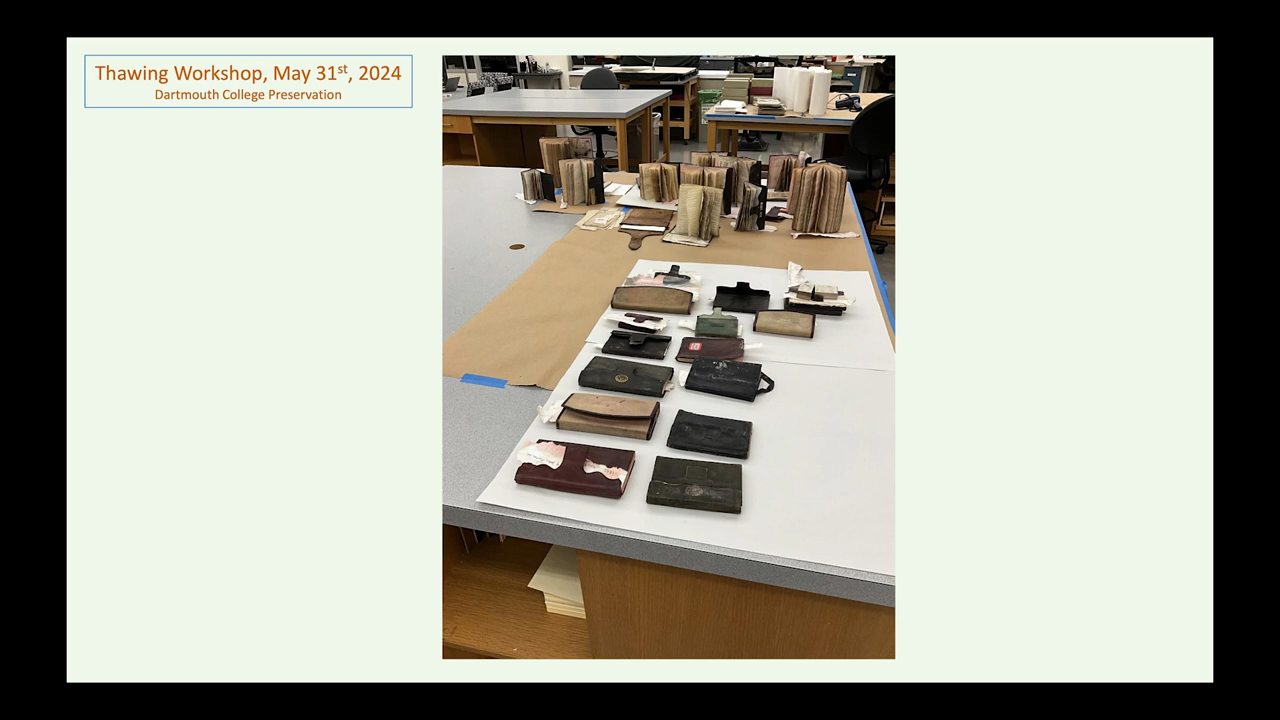 Thawing Workshop, May 31st, 2024
Dartmouth College Preservation